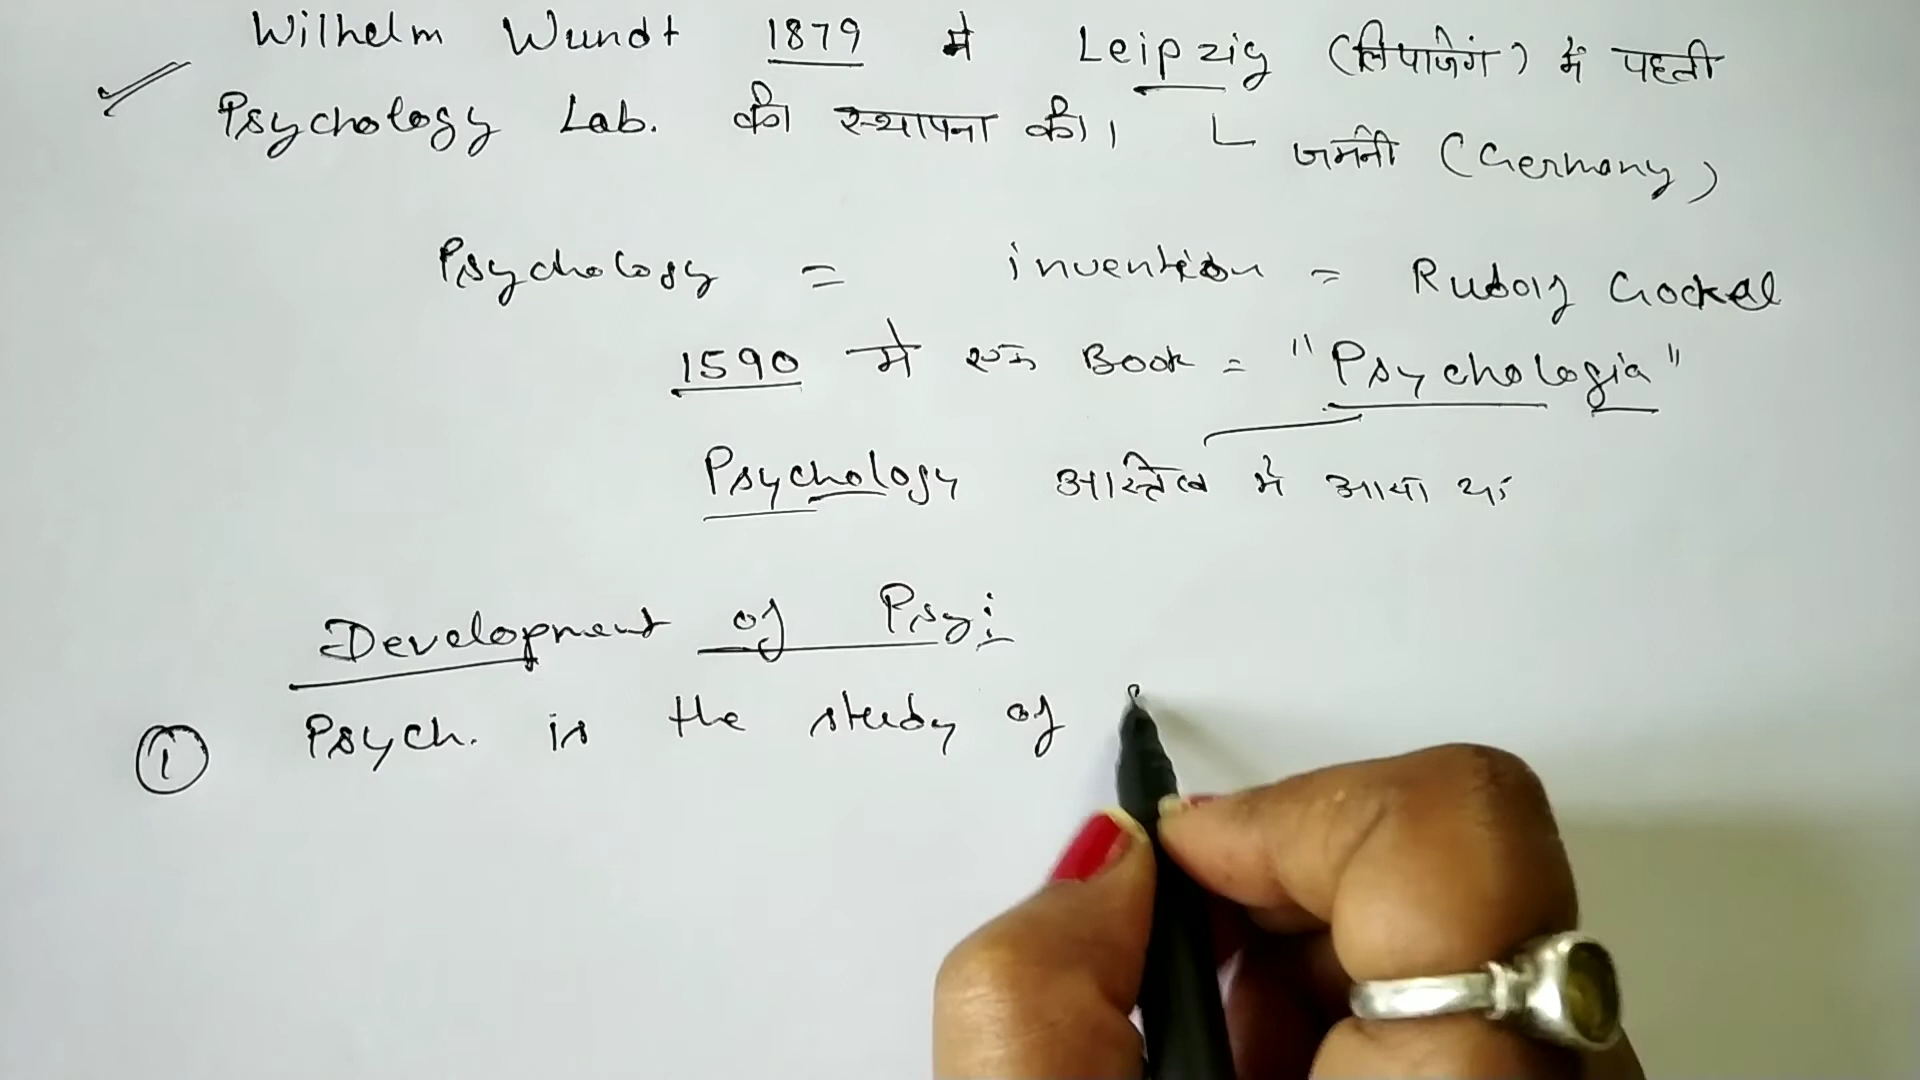 Wilhelm Wundt 1879 में Leipzig (लिपाजिग) में पहली
Psychology Lab. की स्थापना की। └ जर्मनी (Germany)
Psychology = invention = Rudolf Gockel
1590 मे एक Book = "Psychologia"
Psychology अस्तित्व में आया था
Development of Psy:
① Psych. is the study of